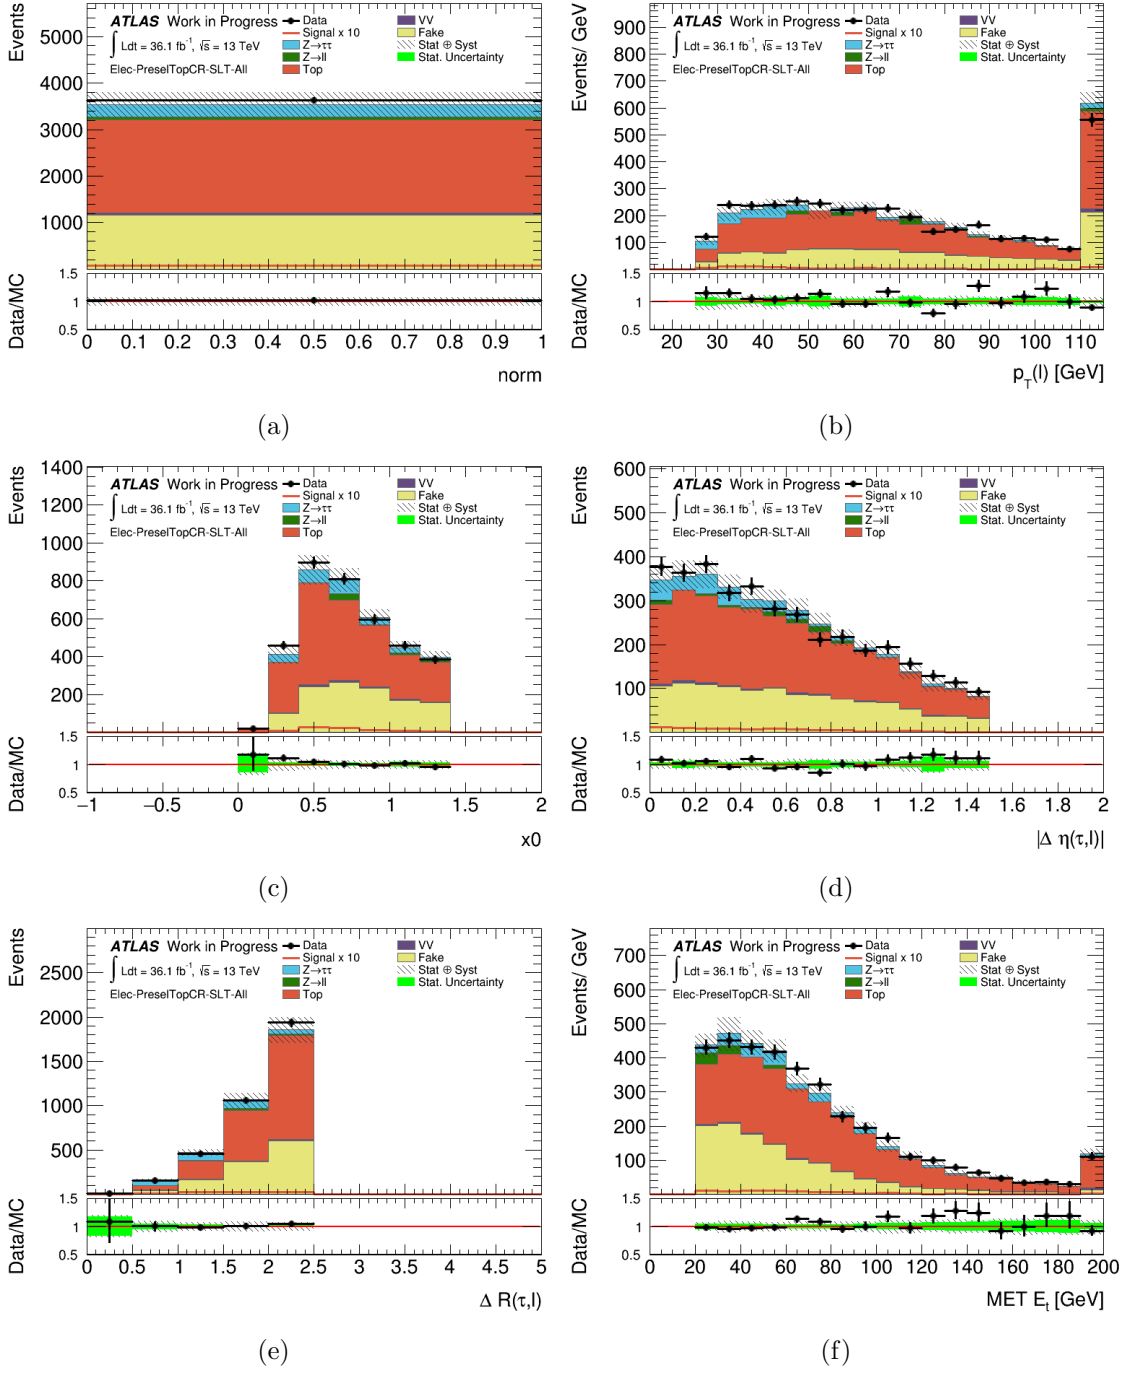 Events
5000
4000
3000
2000
1000
ATLAS Work in Progress
∫ Ldt = 36.1 fb⁻¹, √s = 13 TeV
Elec-PreselTopCR-SLT-All
Data
Signal x 10
Z→ττ
Z→ll
Top
VV
Fake
Stat ⊕ Syst
Stat. Uncertainty
Data/MC
1.5
1
0.5
0 0.1 0.2 0.3 0.4 0.5 0.6 0.7 0.8 0.9 1
norm
(a)
Events/ GeV
900
800
700
600
500
400
300
200
100
ATLAS Work in Progress
∫ Ldt = 36.1 fb⁻¹, √s = 13 TeV
Elec-PreselTopCR-SLT-All
Data
Signal x 10
Z→ττ
Z→ll
Top
VV
Fake
Stat ⊕ Syst
Stat. Uncertainty
Data/MC
1.5
1
0.5
20 30 40 50 60 70 80 90 100 110
p_T(l) [GeV]
(b)
Events
1400
1200
1000
800
600
400
200
ATLAS Work in Progress
∫ Ldt = 36.1 fb⁻¹, √s = 13 TeV
Elec-PreselTopCR-SLT-All
Data
Signal x 10
Z→ττ
Z→ll
Top
VV
Fake
Stat ⊕ Syst
Stat. Uncertainty
Data/MC
1.5
1
0.5
−1 −0.5 0 0.5 1 1.5 2
x0
(c)
Events
600
500
400
300
200
100
ATLAS Work in Progress
∫ Ldt = 36.1 fb⁻¹, √s = 13 TeV
Elec-PreselTopCR-SLT-All
Data
Signal x 10
Z→ττ
Z→ll
Top
VV
Fake
Stat ⊕ Syst
Stat. Uncertainty
Data/MC
1.5
1
0.5
0 0.2 0.4 0.6 0.8 1 1.2 1.4 1.6 1.8 2
|Δ η(τ,l)|
(d)
Events
2500
2000
1500
1000
500
ATLAS Work in Progress
∫ Ldt = 36.1 fb⁻¹, √s = 13 TeV
Elec-PreselTopCR-SLT-All
Data
Signal x 10
Z→ττ
Z→ll
Top
VV
Fake
Stat ⊕ Syst
Stat. Uncertainty
Data/MC
1.5
1
0.5
0 0.5 1 1.5 2 2.5 3 3.5 4 4.5 5
Δ R(τ,l)
(e)
Events/ GeV
700
600
500
400
300
200
100
ATLAS Work in Progress
∫ Ldt = 36.1 fb⁻¹, √s = 13 TeV
Elec-PreselTopCR-SLT-All
Data
Signal x 10
Z→ττ
Z→ll
Top
VV
Fake
Stat ⊕ Syst
Stat. Uncertainty
Data/MC
1.5
1
0.5
0 20 40 60 80 100 120 140 160 180 200
MET E_t [GeV]
(f)